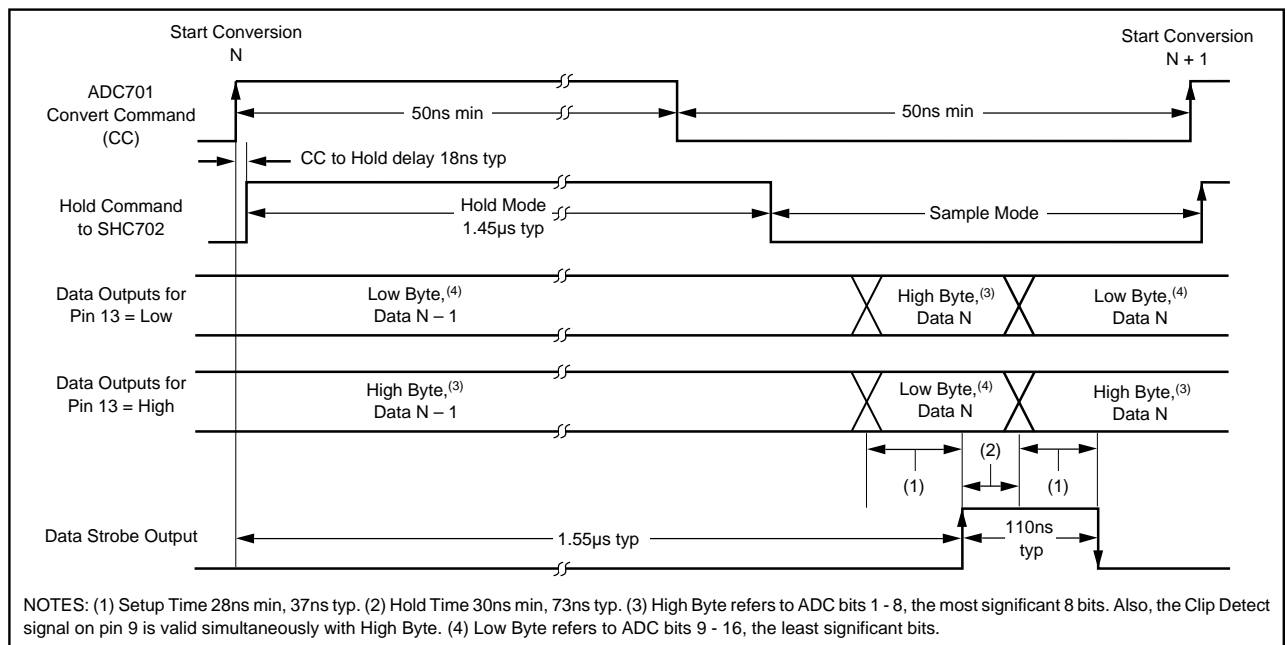 Start Conversion
N
Start Conversion
N + 1
ADC701
Convert Command
(CC)
50ns min
50ns min
CC to Hold delay 18ns typ
Hold Command
to SHC702
Hold Mode
1.45µs typ
Sample Mode
Data Outputs for
Pin 13 = Low
Low Byte,(4)
Data N – 1
High Byte,(3)
Data N
Low Byte,(4)
Data N
Data Outputs for
Pin 13 = High
High Byte,(3)
Data N – 1
Low Byte,(4)
Data N
High Byte,(3)
Data N
(1)
(2)
(1)
Data Strobe Output
1.55µs typ
110ns
typ
NOTES: (1) Setup Time 28ns min, 37ns typ. (2) Hold Time 30ns min, 73ns typ. (3) High Byte refers to ADC bits 1 - 8, the most significant 8 bits. Also, the Clip Detect
signal on pin 9 is valid simultaneously with High Byte. (4) Low Byte refers to ADC bits 9 - 16, the least significant bits.